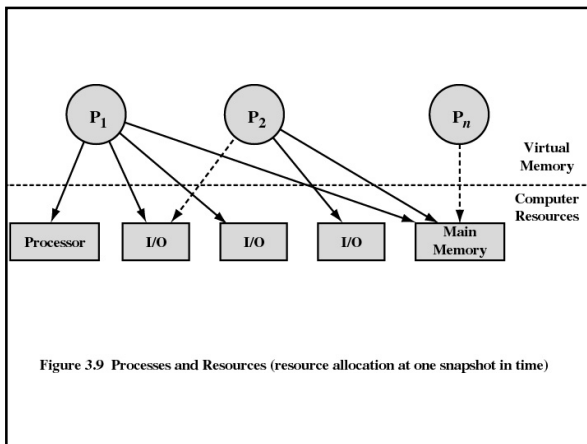 P1
P2
Pn
Virtual
Memory
Computer
Resources
Processor
I/O
I/O
I/O
Main
Memory
Figure 3.9 Processes and Resources (resource allocation at one snapshot in time)